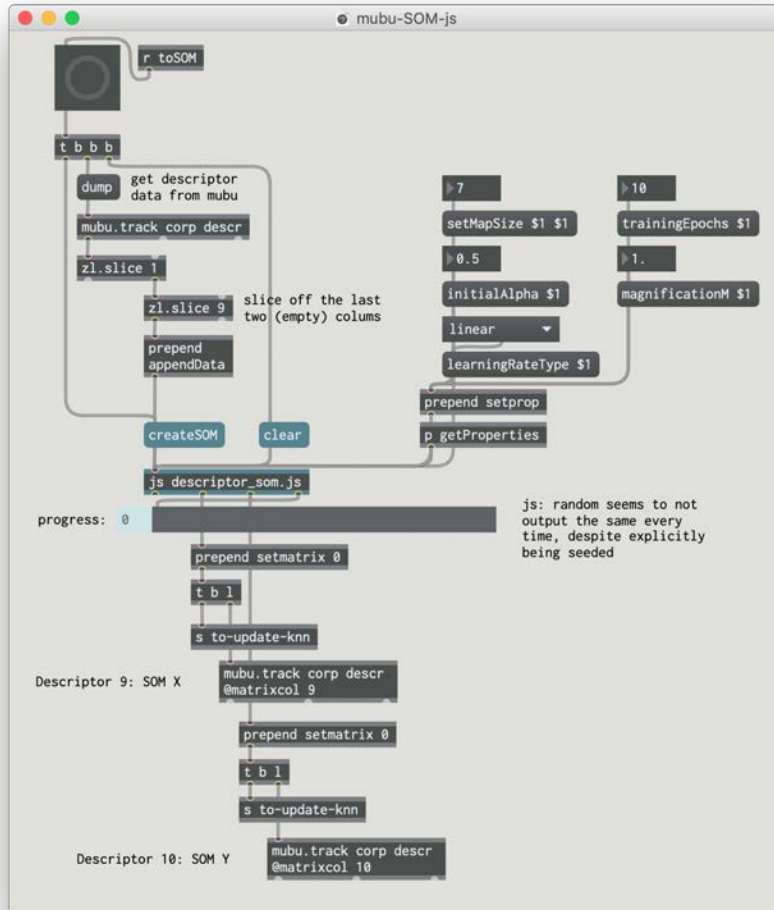 mubu-SOM-js
r toSOM
t b b b
dump
get descriptor
data from mubu
mubu.track corp descr
zl.slice 1
zl.slice 9
slice off the last
two (empty) colums
prepend
appendData
7
setMapSize $1 $1
0.5
initialAlpha $1
linear
learningRateType $1
10
trainingEpochs $1
1.
magnificationM $1
prepend setprop
p getProperties
createSOM
clear
js descriptor_som.js
progress:
0
js: random seems to not
output the same every
time, despite explicitly
being seeded
prepend setmatrix 0
t b l
s to-update-knn
Descriptor 9: SOM X
mubu.track corp descr
@matrixcol 9
prepend setmatrix 0
t b l
s to-update-knn
Descriptor 10: SOM Y
mubu.track corp descr
@matrixcol 10